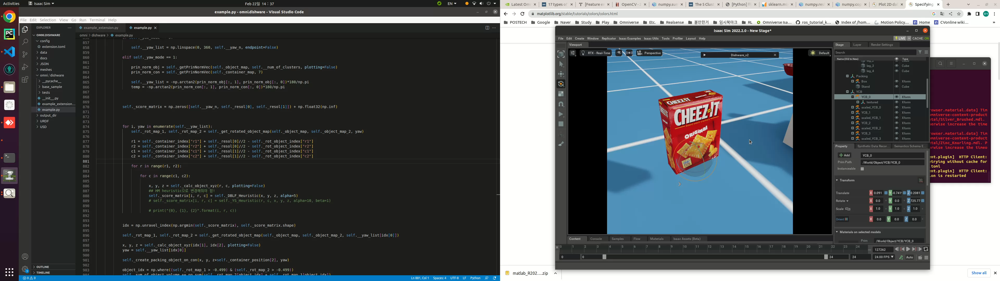 Activities
Isaac Sim
Feb 22일 14 : 37
EN
example.py - omni.dishware - Visual Studio Code
File Edit Selection View Go Run Terminal Help
EXPLORER
OMNI.DISHWARE
config
extension.toml
data
docs
JSON
meshes
omni / dishware
__pycache__
base_sample
tests
__init__.py
example_extension...
example.py
output_dir
URDF
USD
OUTLINE
TIMELINE
example_extension.py
example.py
omni > dishware > example.py
857
858 self.__yaw_list = np.linspace(0, 360, self.__yaw_n, endpoint=False)
859
860 elif self._yaw_mode == 1:
861
862 prin_norm_obj = self._getPrinNormVec(self._object_map, self.__num_of_clusters, plotting=False)
863 prin_norm_con = self._getPrinNormVec(self._container_map, 7)
864
865 self.__yaw_list = -np.arctan2(prin_norm_obj[:, 1], prin_norm_obj[:, 0])*180/np.pi
866 temp = -np.arctan2(prin_norm_con[:, 1], prin_norm_con[:, 0])*180/np.pi
867
868
869
870 self._score_matrix = np.zeros([self.__yaw_n, self._resol[0], self._resol[1]]) + np.float32(np.inf)
871
872
873
874 for i, yaw in enumerate(self.__yaw_list):
875 self._rot_map_1, self._rot_map_2 = self._get_rotated_object_map(self._object_map, self._object_map_2, yaw)
876
877 r1 = self._container_index["r1"] + self._resol[0]//2 - self._rot_object_index["r1"]
878 r2 = self._container_index["r2"] + self._resol[0]//2 - self._rot_object_index["r2"]
879 c1 = self._container_index["c1"] + self._resol[1]//2 - self._rot_object_index["c1"]
880 c2 = self._container_index["c2"] + self._resol[1]//2 - self._rot_object_index["c2"]
881
882 for r in range(r1, r2):
883
884 for c in range(c1, c2):
885
886 x, y, z = self._calc_object_xyz(r, c, plotting=False)
887 ## HM heuristic으로 변경해줘야 함!
888 self._score_matrix[i, r, c] = self._DBLF_Heuristic(x, y, z, alpha=5)
889 # self._score_matrix[i, r, c] = self._YS_Heuristic(r, c, x, y, z, alpha=10, beta=1)
890
891 # print("{0}, {1}, {2}".format(i, r, c))
892
893
894 idx = np.unravel_index(np.argmin(self._score_matrix), self._score_matrix.shape)
895
896 self._rot_map_1, self._rot_map_2 = self._get_rotated_object_map(self._object_map, self._object_map_2, self.__yaw_list[idx[0]])
897
898 x, y, z = self._calc_object_xyz(idx[1], idx[2], plotting=False)
899 yaw = self.__yaw_list[idx[0]]
900
901 self._create_packing_object_on_con(x, y, z+self._container_position[2], yaw)
902
903 object_idx = np.where((self._rot_map_1 > -0.499) & (self._rot_map_2 > -0.499))
0 0
Ln 881, Col 1 Spaces: 4 UTF-8 LF Python
Latest Om
17 types of
[Feature e
OpenCV - 2
numpy.sum
The 5 Clust
[Python]
sklearn.mi
numpy.res
numpy.cop
Plot 2D da
Specifying
matplotlib.org/stable/tutorials/colors/colors.html
POSTECH Google Naver Study Play Omniverse Etc. Realsense 볼만한거 임시북마크 RL Omniverse Isa... ros_tutorial_k... Index of /hom... Motion Policy... Home CVonline wiki... »
Isaac Sim 2022.2.0 - New Stage*
File Edit Create Window Replicator Isaac Examples Isaac Utils Tools Profiler Layout Help
LIVE CACHE: ON
Viewport
RTX - Real-Time
Perspective
Dishware_v2
Default
CHEEZ-IT
CHEEZ-IT
baked snack crackers
ORIGINAL
Stage Layer Render Settings
Search
Name (Old to New) Type
leg_2 Cube
leg_3 Cube
leg_4 Cube
Packing
Box Xform
Stand Cube
YCB
YCB_0 Xform
textured Xform
scaled_YCB_0 Xform
YCB_1 Xform
scaled_YCB_1 Xform
YCB_2 Xform
scaled_YCB_2 Xform
YCB_3 Xform
scaled_YCB_3 Xform
Property Synthetic Data Recor... Semantics Schema E...
Add YCB_0
Prim Path /World/Object/YCB/YCB_0
Instanceable
Transform
Translate X 0.091 Y -0.741 Z 0.2081
Rotate X 0.0 Y 0.0 Z 725.77
Scale X 1.0 Y 1.0 Z 1.0
Orient X 0.0 Y 0.0 Z 0.0
Materials on selected models
Prim /World/Object/YCB/YCB_0
Content Console Samples Flow Materials Isaac Assets (Beta)
0 1 2 3 4 5 6 7 8 9 10 11 12 13 14 15 16 17 18 19 20 21 22 23 24
127262
0 0 24 24 24.00 FPS Auto
rowser.material.data] Tim
omniverse-content-product
etal/Silver_Brushed.mdl.
herwise increase the time
rowser.material.data] Tim
omniverse-content-product
etal/Zinc_Knurling.mdl. P
erwise increase the timeo
ent.plugin] HTTP Client:
etrying without cache for
toml
ent.plugin] HTTP Client:
ion is restarted
matlab_R202....zip
Show all